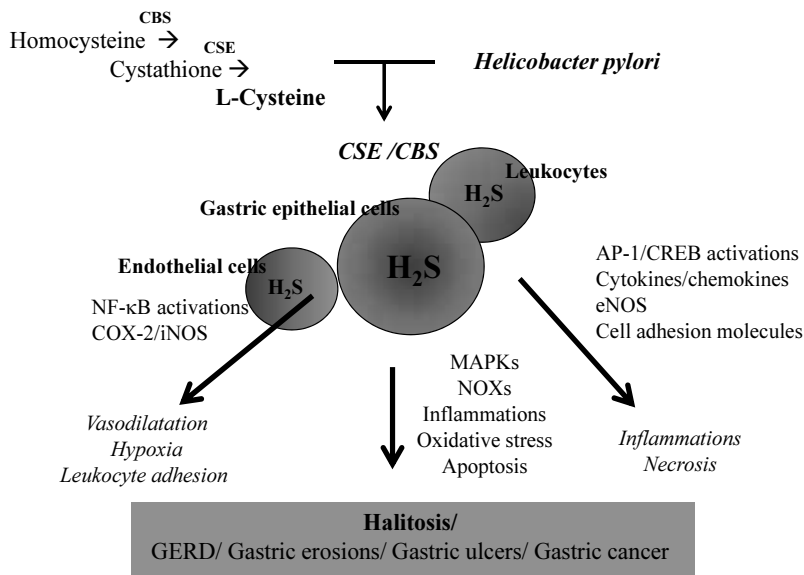 CBS
Homocysteine →
CSE
Cystathione →
L-Cysteine
Helicobacter pylori
CSE /CBS
Leukocytes
H₂S
Gastric epithelial cells
H₂S
Endothelial cells
H₂S
NF-κB activations
COX-2/iNOS
AP-1/CREB activations
Cytokines/chemokines
eNOS
Cell adhesion molecules
MAPKs
NOXs
Inflammations
Oxidative stress
Apoptosis
Vasodilatation
Hypoxia
Leukocyte adhesion
Inflammations
Necrosis
Halitosis/
GERD/ Gastric erosions/ Gastric ulcers/ Gastric cancer